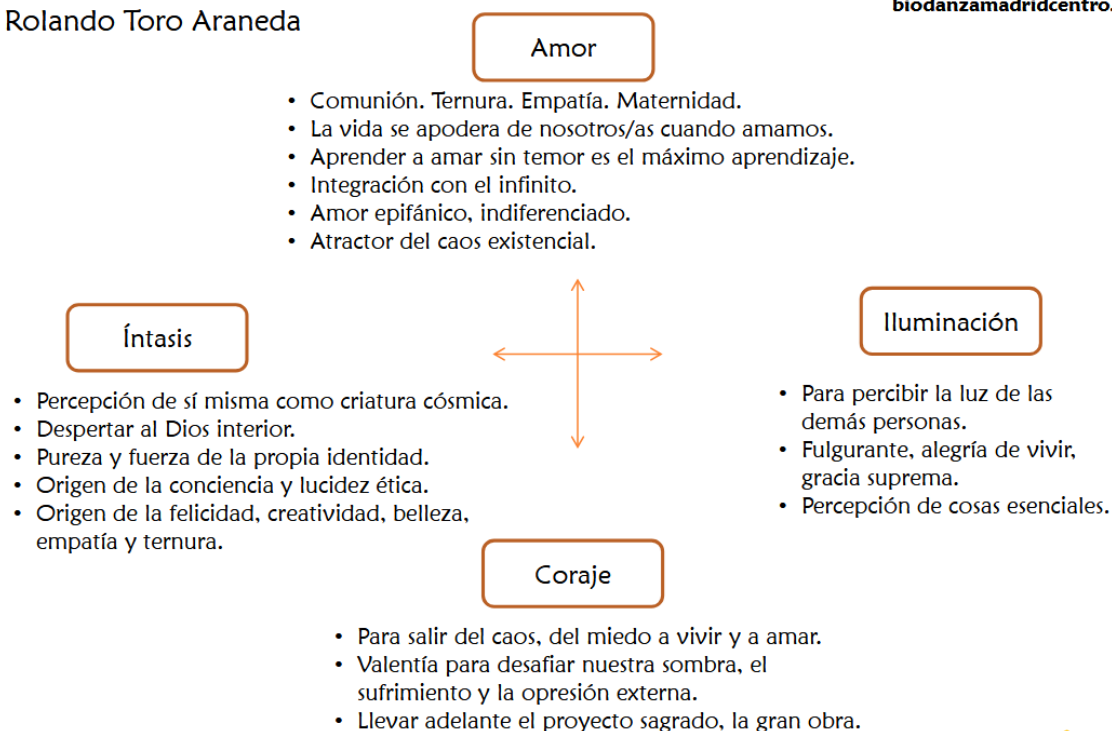 Rolando Toro Araneda
biodanzamadridcentro.
Amor
• Comunión. Ternura. Empatía. Maternidad.
• La vida se apodera de nosotros/as cuando amamos.
• Aprender a amar sin temor es el máximo aprendizaje.
• Integración con el infinito.
• Amor epifánico, indiferenciado.
• Atractor del caos existencial.
Íntasis
• Percepción de sí misma como criatura cósmica.
• Despertar al Dios interior.
• Pureza y fuerza de la propia identidad.
• Origen de la conciencia y lucidez ética.
• Origen de la felicidad, creatividad, belleza,
empatía y ternura.
Iluminación
• Para percibir la luz de las
demás personas.
• Fulgurante, alegría de vivir,
gracia suprema.
• Percepción de cosas esenciales.
Coraje
• Para salir del caos, del miedo a vivir y a amar.
• Valentía para desafiar nuestra sombra, el
sufrimiento y la opresión externa.
• Llevar adelante el proyecto sagrado, la gran obra.